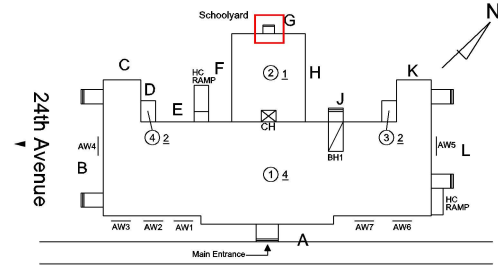 Schoolyard
G
N
C
F
K
HC
RAMP
② 1
H
D
E
J
④ 2
CH
③ 2
24th Avenue
AW4
B
BH1
AW5
L
① 4
HC
RAMP
AW3
AW2
AW1
A
AW7
AW6
Main Entrance